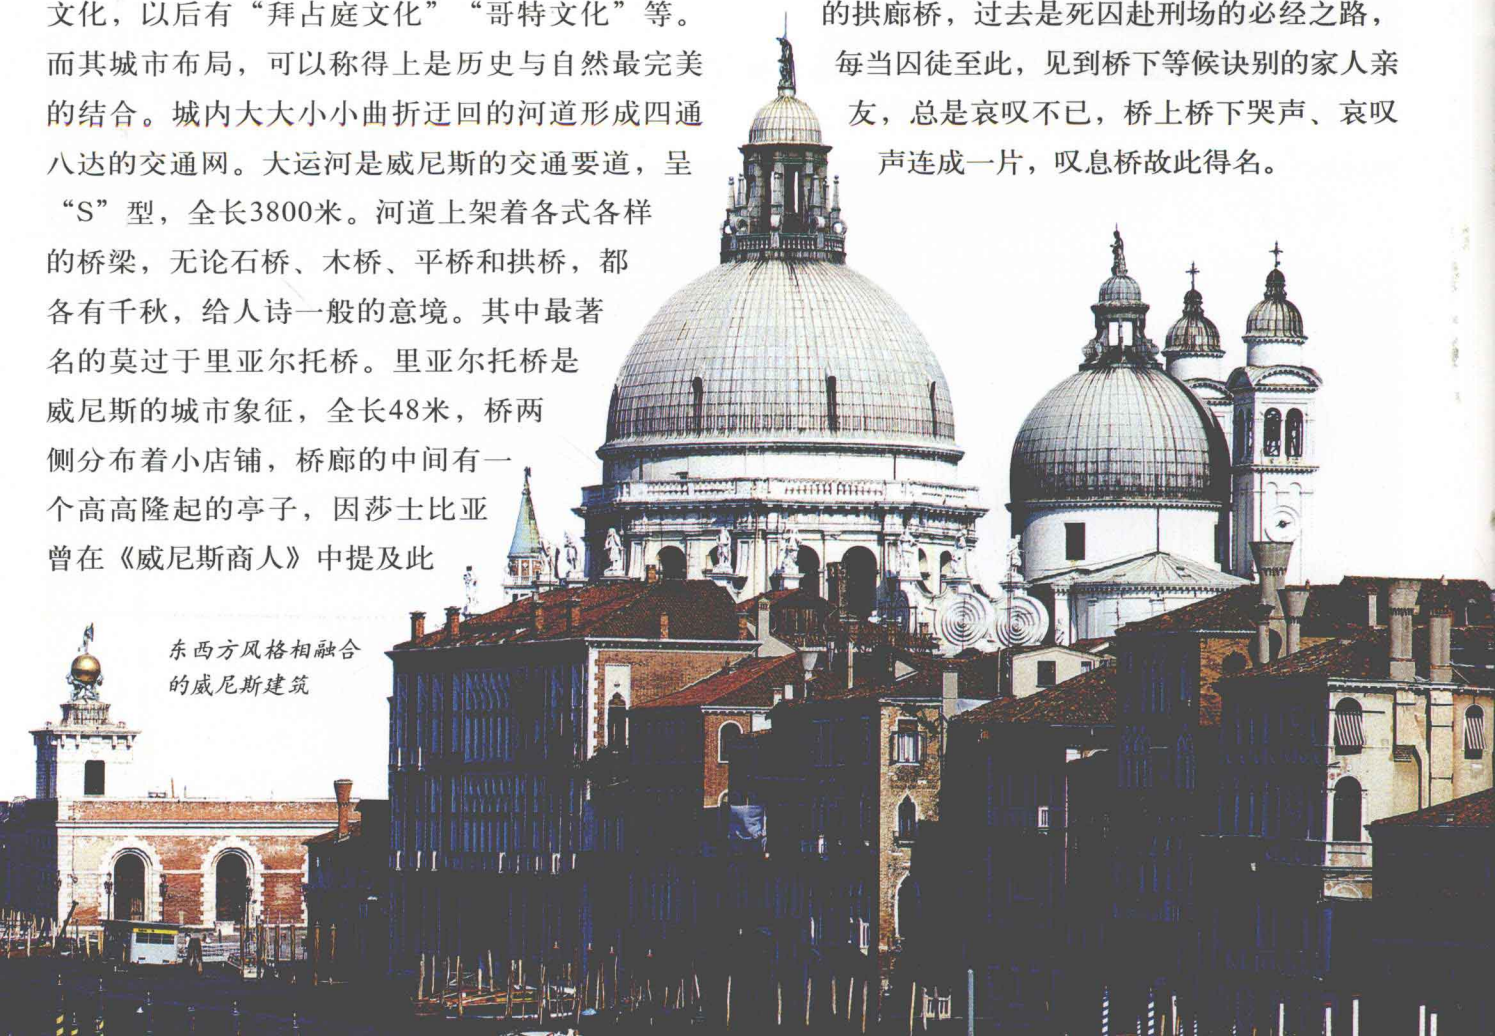 文化，以后有“拜占庭文化”“哥特文化”等。
而其城市布局，可以称得上是历史与自然最完美
的结合。城内大大小小曲折迂回的河道形成四通
八达的交通网。大运河是威尼斯的交通要道，呈
“S”型，全长3800米。河道上架着各式各样
的桥梁，无论石桥、木桥、平桥和拱桥，都
各有千秋，给人诗一般的意境。其中最著
名的莫过于里亚尔托桥。里亚尔托桥是
威尼斯的城市象征，全长48米，桥两
侧分布着小店铺，桥廊的中间有一
个高高隆起的亭子，因莎士比亚
曾在《威尼斯商人》中提及此
的拱廊桥，过去是死囚赴刑场的必经之路，
每当囚徒至此，见到桥下等候诀别的家人亲
友，总是哀叹不已，桥上桥下哭声、哀叹
声连成一片，叹息桥故此得名。
东西方风格相融合
的威尼斯建筑